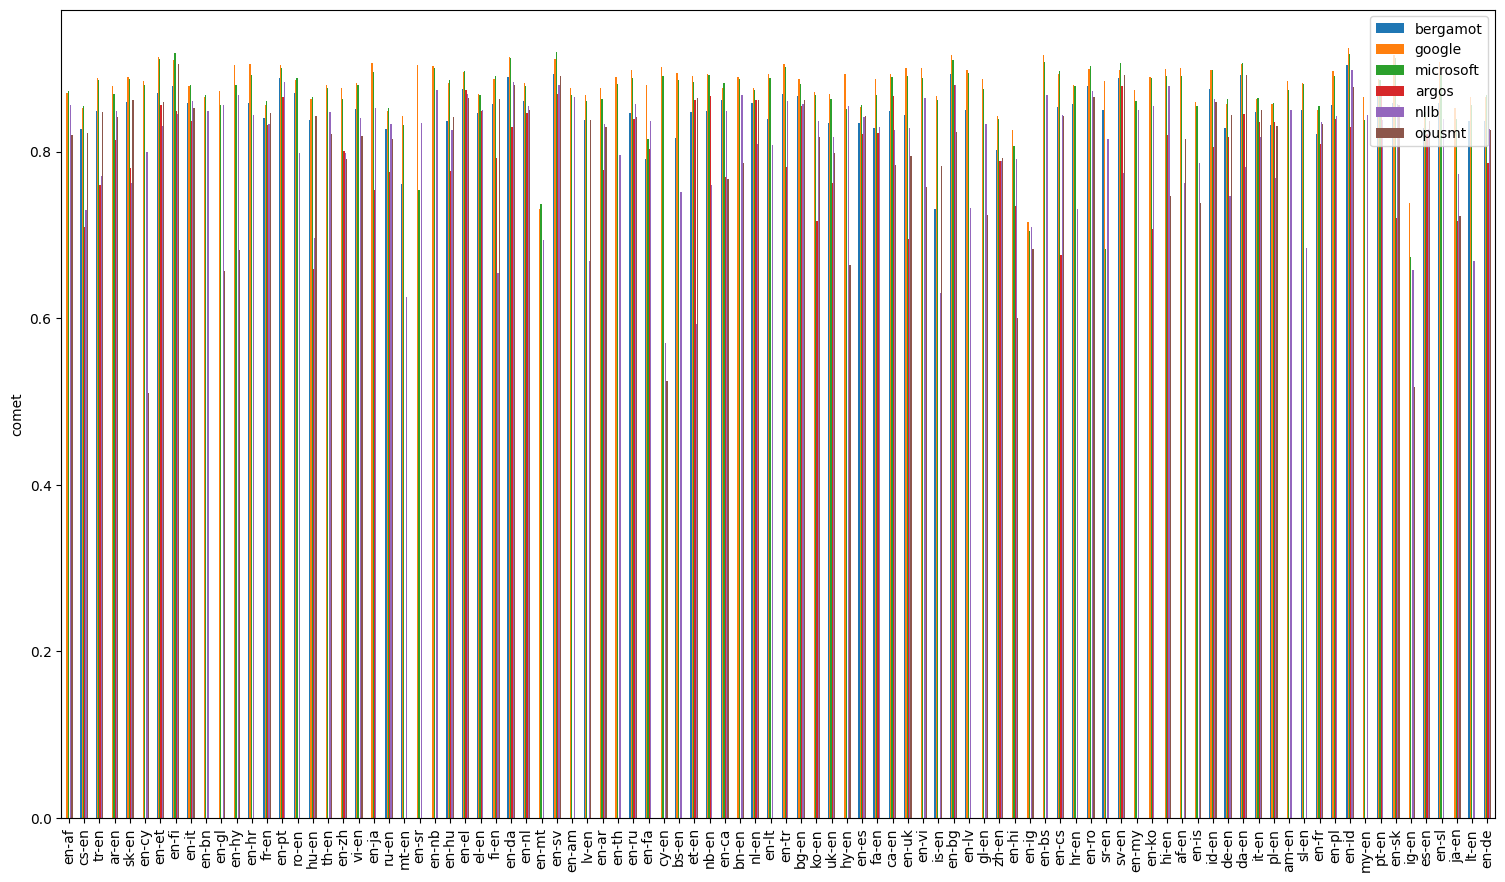 bergamot
google
microsoft
argos
nllb
opusmt
comet
0.8
0.6
0.4
0.2
0.0
en-af
cs-en
tr-en
ar-en
sk-en
en-cy
en-et
en-fi
en-it
en-bn
en-gl
en-hy
en-hr
fr-en
en-pt
ro-en
hu-en
th-en
en-zh
vi-en
en-ja
ru-en
mt-en
en-sr
en-nb
en-hu
en-el
el-en
fi-en
en-da
en-nl
en-mt
en-sv
en-am
lv-en
en-ar
en-th
en-ru
en-fa
cy-en
bs-en
et-en
nb-en
en-ca
bn-en
nl-en
en-lt
en-tr
bg-en
ko-en
uk-en
hy-en
en-es
fa-en
ca-en
en-uk
en-vi
is-en
en-bg
en-lv
gl-en
zh-en
en-hi
en-ig
en-bs
en-cs
hr-en
en-ro
sr-en
sv-en
en-my
en-ko
hi-en
af-en
en-is
id-en
de-en
da-en
it-en
pl-en
am-en
sl-en
en-fr
en-pl
en-id
my-en
pt-en
en-sk
ig-en
es-en
en-sl
ja-en
lt-en
en-de